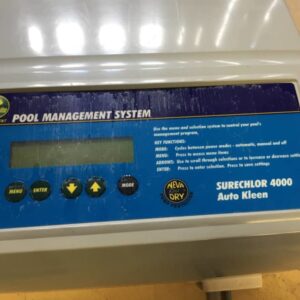 POOL MANAGEMENT SYSTEM
Use the menu and selection system to control your pool's
management program.
KEY FUNCTIONS:
MODE: Cycles between power modes - automatic, manual and off
MENU: Press to access menu items
ARROWS: Use to scroll through selections or to increase or decrease settings
ENTER: Press to enter selection. Press to save settings
MENU
ENTER
MODE
NEVA
DRY
SURECHLOR 4000
Auto Kleen